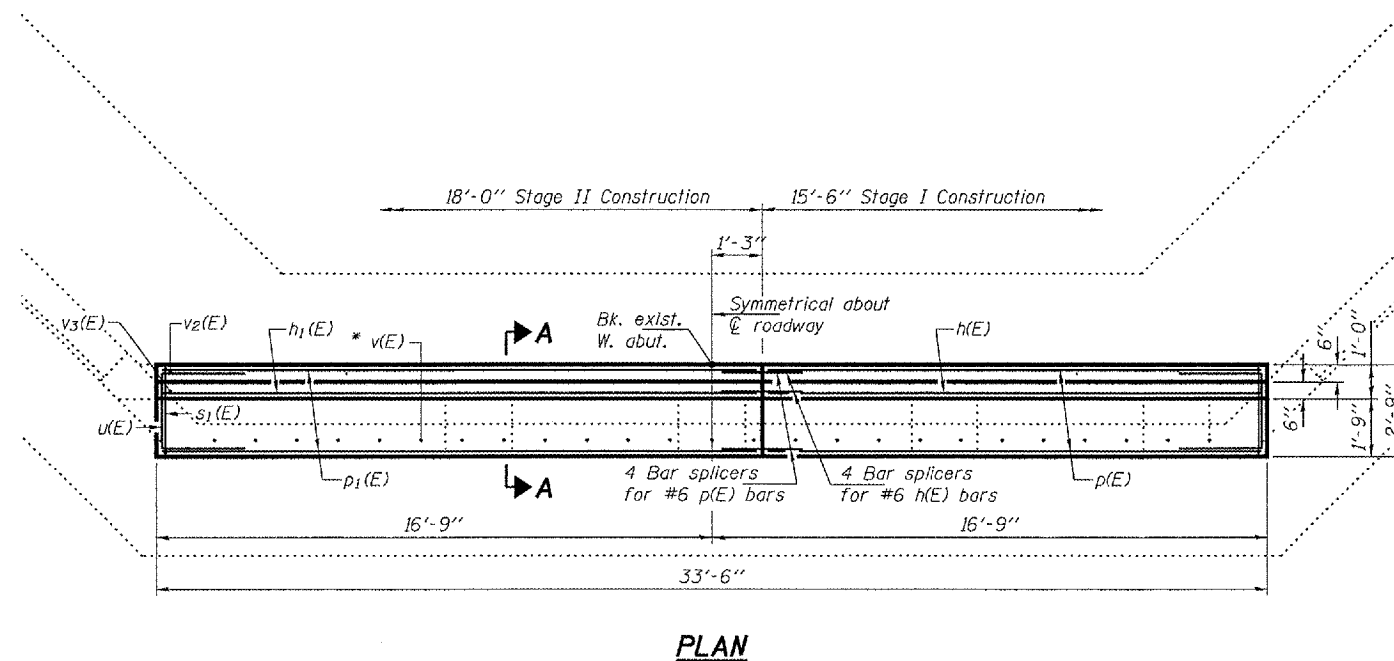 18'-0" Stage II Construction
15'-6" Stage I Construction
1'-3"
Symmetrical about
℄ roadway
Bk. exist.
W. abut.
v3(E)
v2(E)
h1(E)
* v(E)
A
h(E)
6"
1'-0"
u(E)
s1(E)
6"
1'-9"
2'-9"
p1(E)
A
4 Bar splicers
for #6 p(E) bars
4 Bar splicers
for #6 h(E) bars
p(E)
16'-9"
16'-9"
33'-6"
PLAN